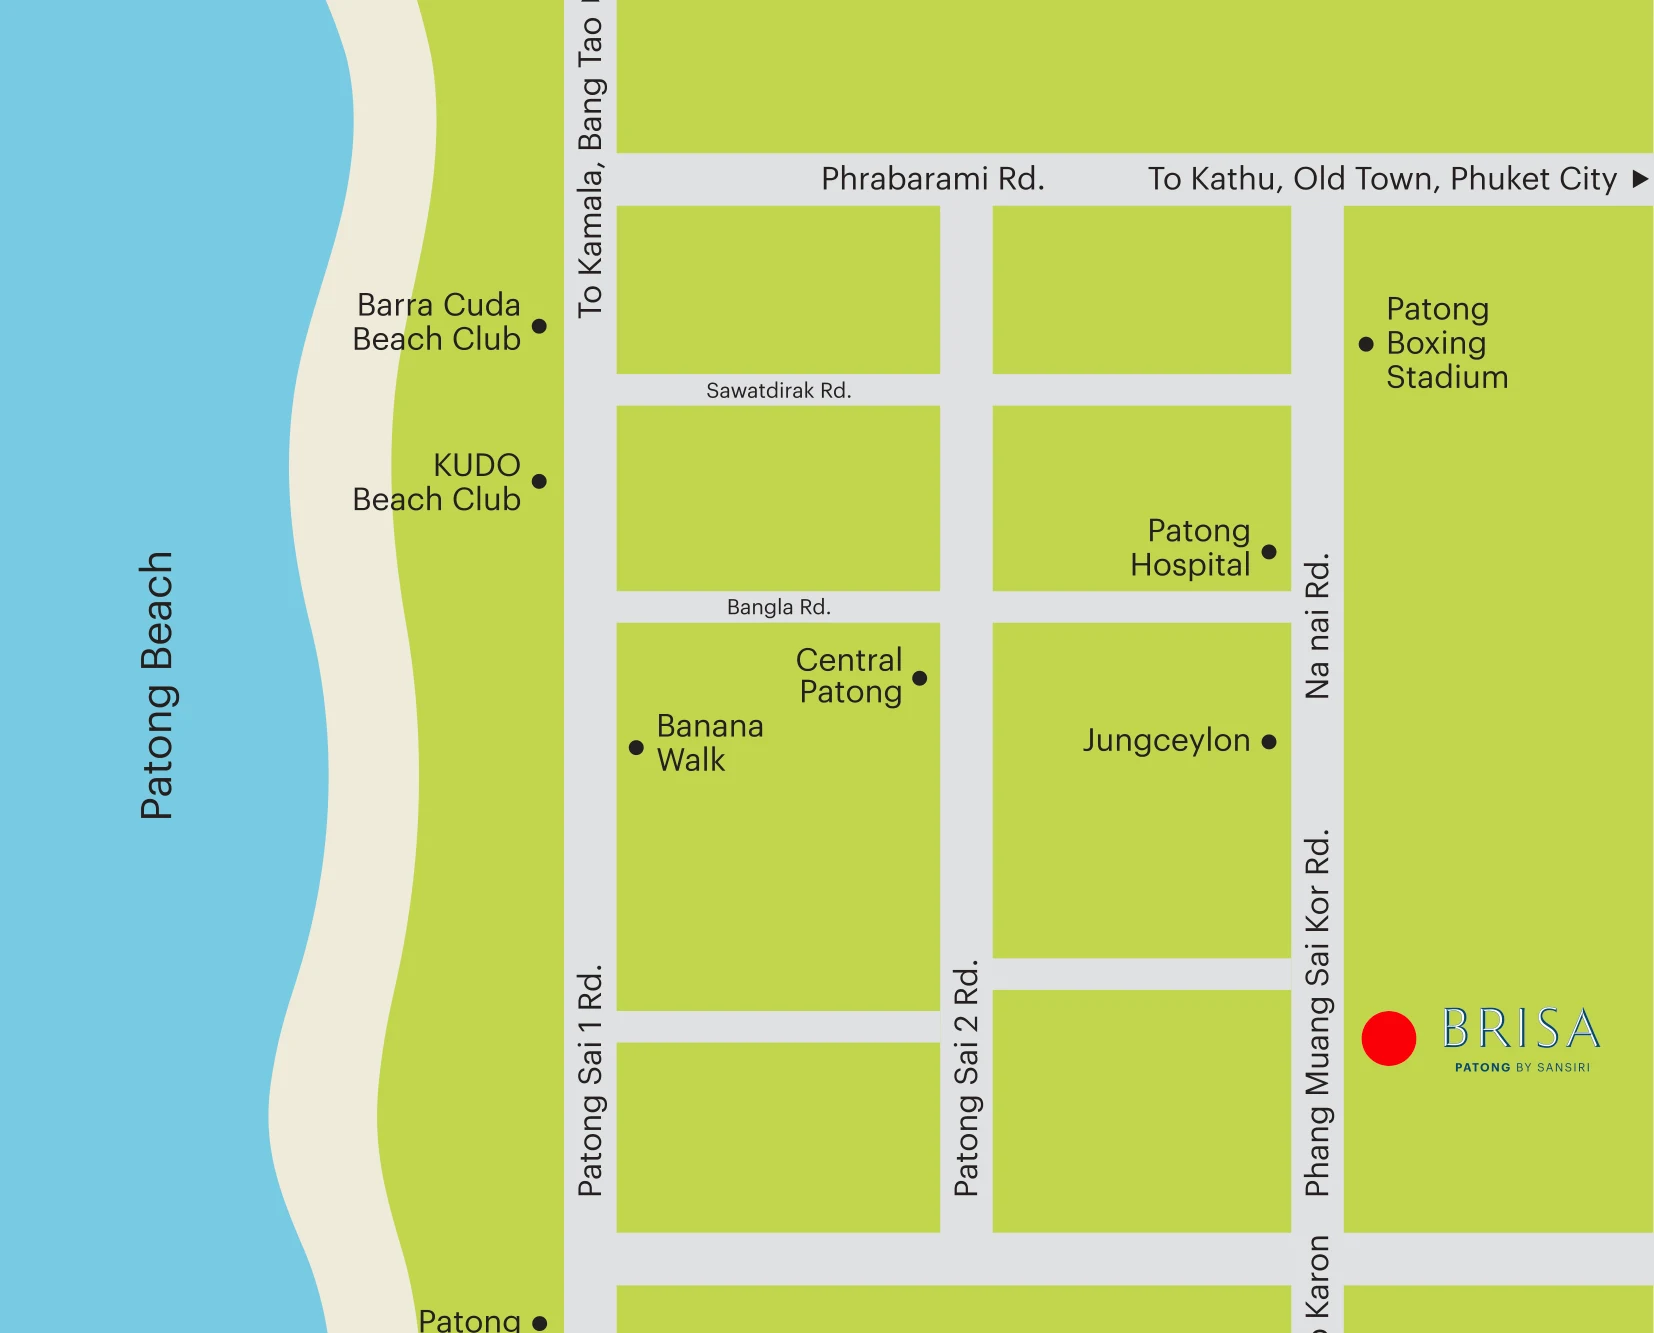 To Kamala, Bang Tao
Phrabarami Rd.
To Kathu, Old Town, Phuket City
Barra Cuda
Beach Club
Patong
Boxing
Stadium
Sawatdirak Rd.
KUDO
Beach Club
Patong
Hospital
Patong Beach
Na nai Rd.
Bangla Rd.
Central
Patong
Banana
Walk
Jungceylon
Phang Muang Sai Kor Rd.
Patong Sai 1 Rd.
Patong Sai 2 Rd.
BRISA
PATONG BY SANSIRI
Karon
Patong